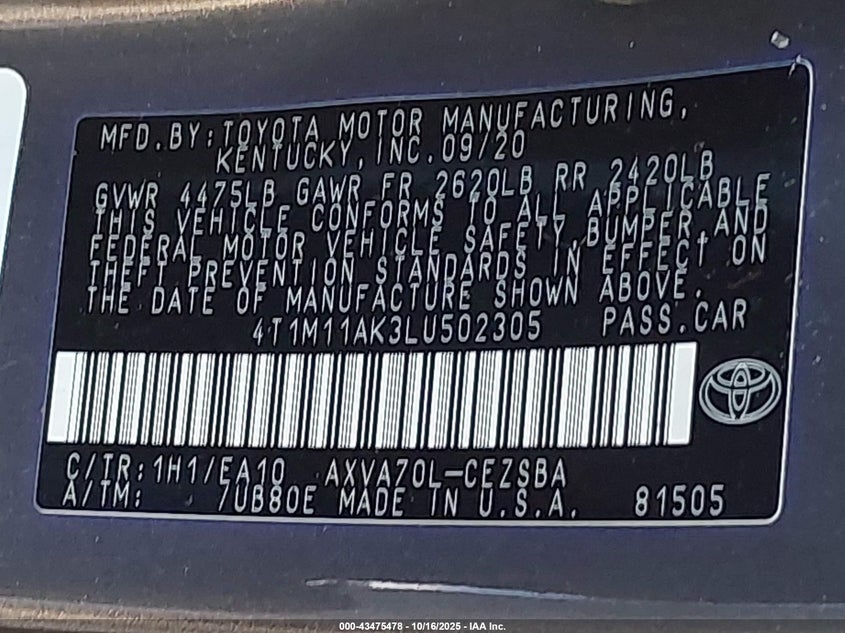 MFD.BY:TOYOTA MOTOR MANUFACTURING,
KENTUCKY,INC.09/20
GVWR 4475LB GAWR FR 2620LB RR 2420LB
THIS VEHICLE CONFORMS TO ALL APPLICABLE
FEDERAL MOTOR VEHICLE SAFETY,BUMPER,AND
THEFT PREVENTION STANDARDS IN EFFECT ON
THE DATE OF MANUFACTURE SHOWN ABOVE.
4T1M11AK3LU502305 PASS.CAR
C/TR:1H1/EA10 AXVA70L-CEZSBA
A/TM: 7UB80E MADE IN U.S.A. 81505
000-43475478 - 10/16/2025 - IAA Inc.